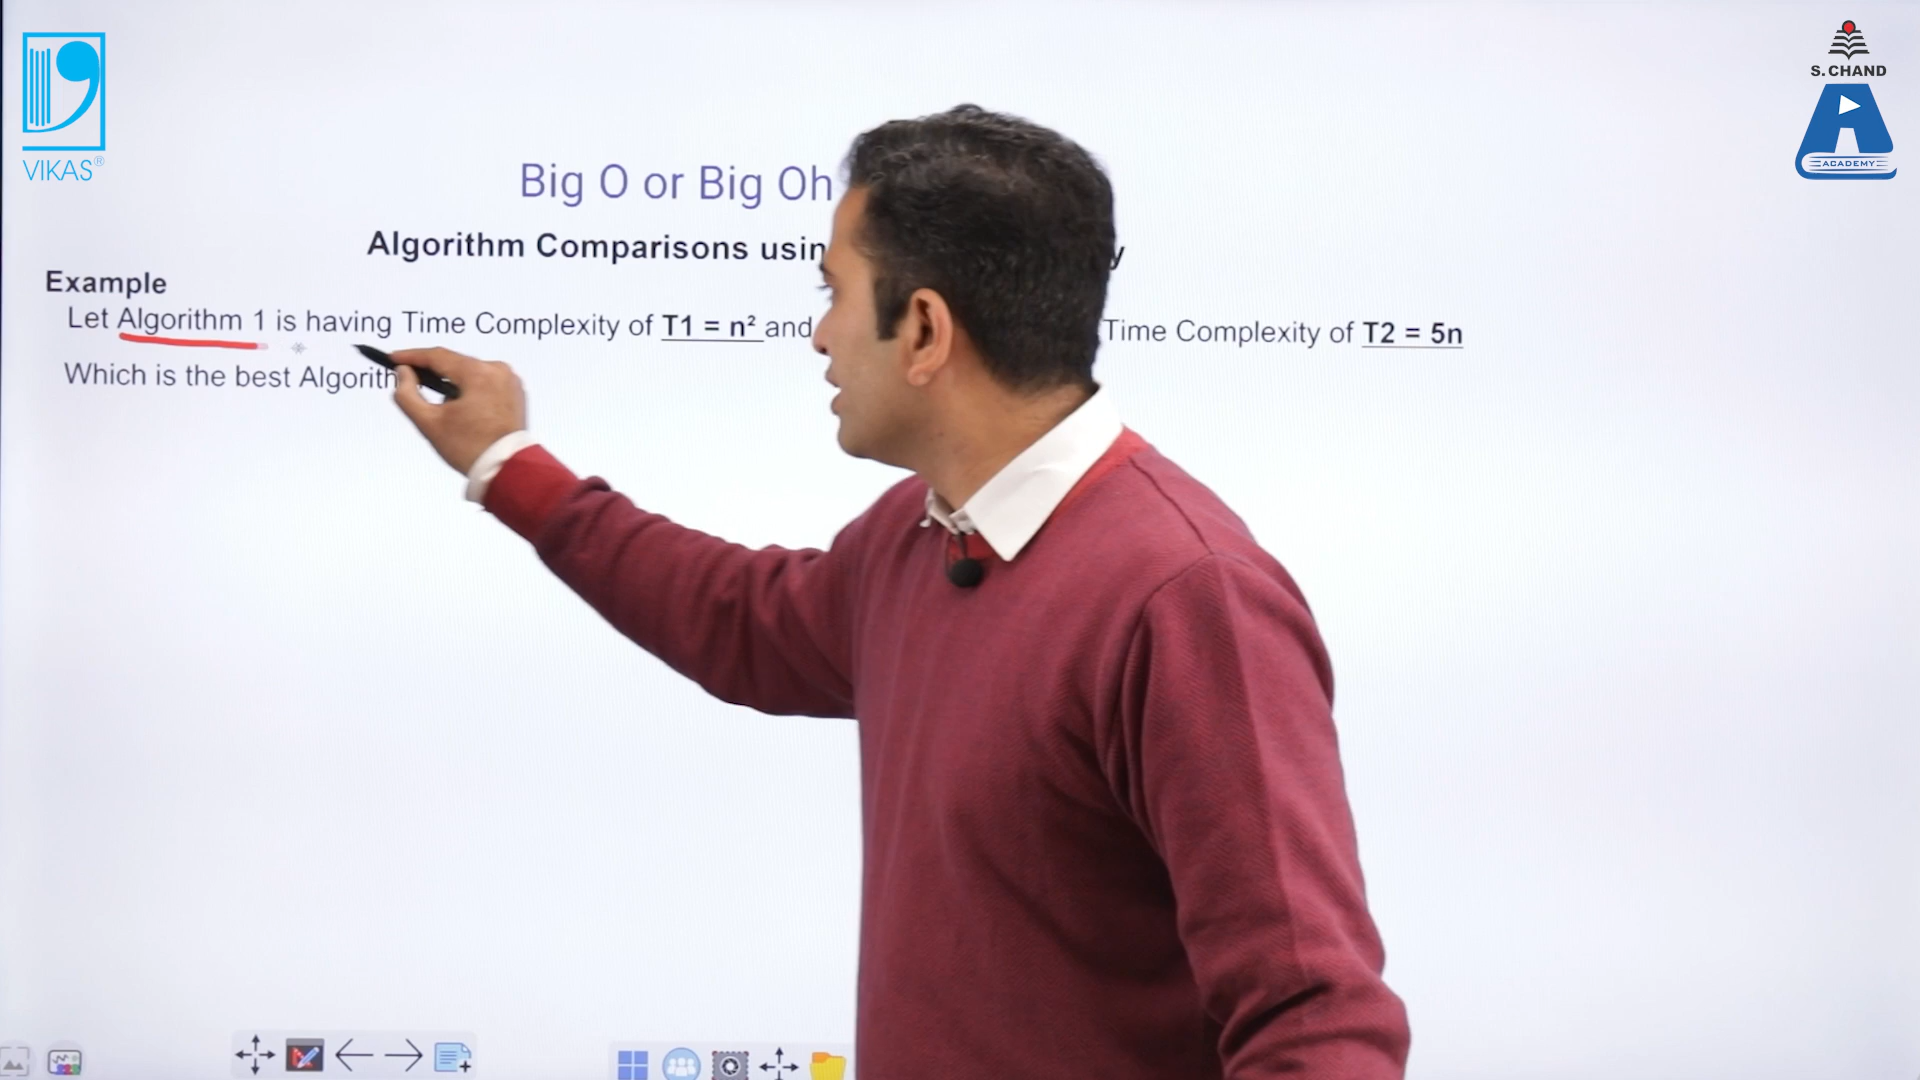 VIKAS®
S. CHAND
ACADEMY
Big O or Big Oh
Algorithm Comparisons usin
Example
Let Algorithm 1 is having Time Complexity of T1 = n² and Time Complexity of T2 = 5n
Which is the best Algorith